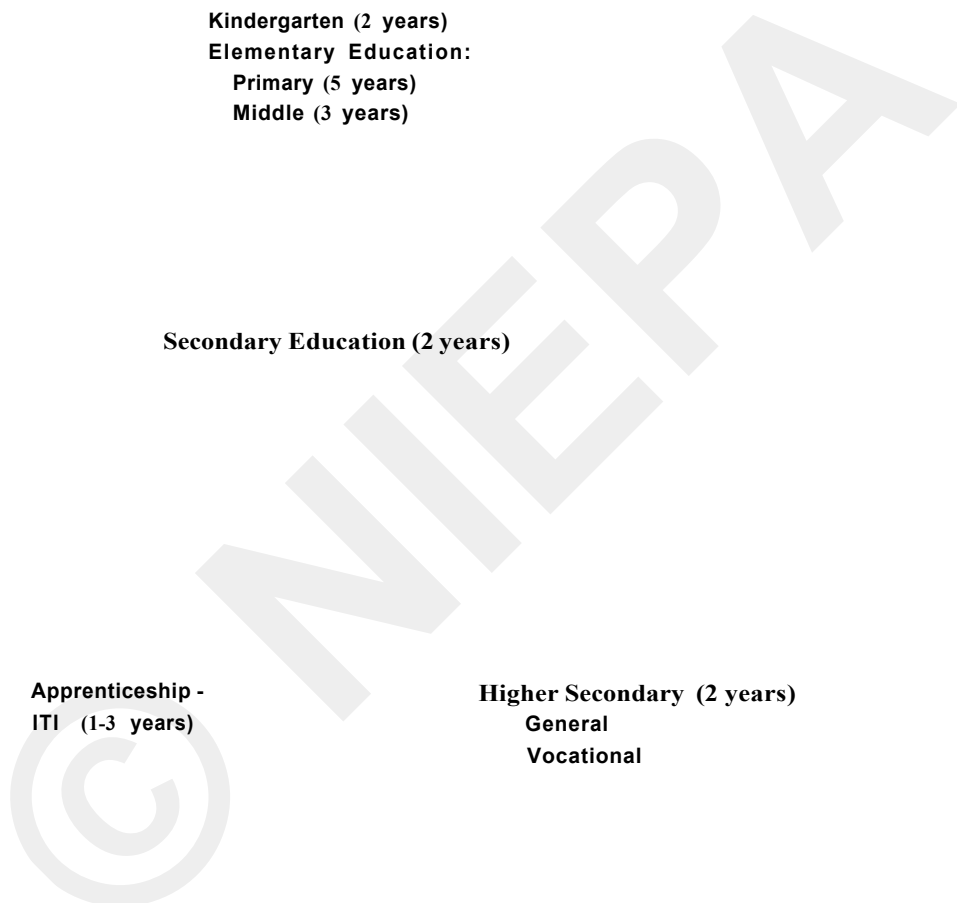 Kindergarten (2 years)
Elementary Education:
Primary (5 years)
Middle (3 years)
Secondary Education (2 years)
Apprenticeship -
ITI (1-3 years)
Higher Secondary (2 years)
General
Vocational
© NIEPA